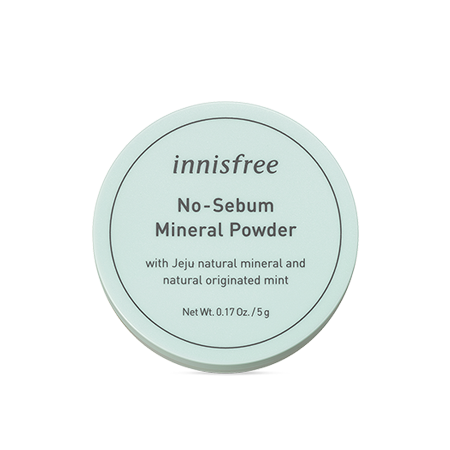 innisfree
No-Sebum
Mineral Powder
with Jeju natural mineral and
natural originated mint
Net Wt. 0.17 Oz. / 5 g